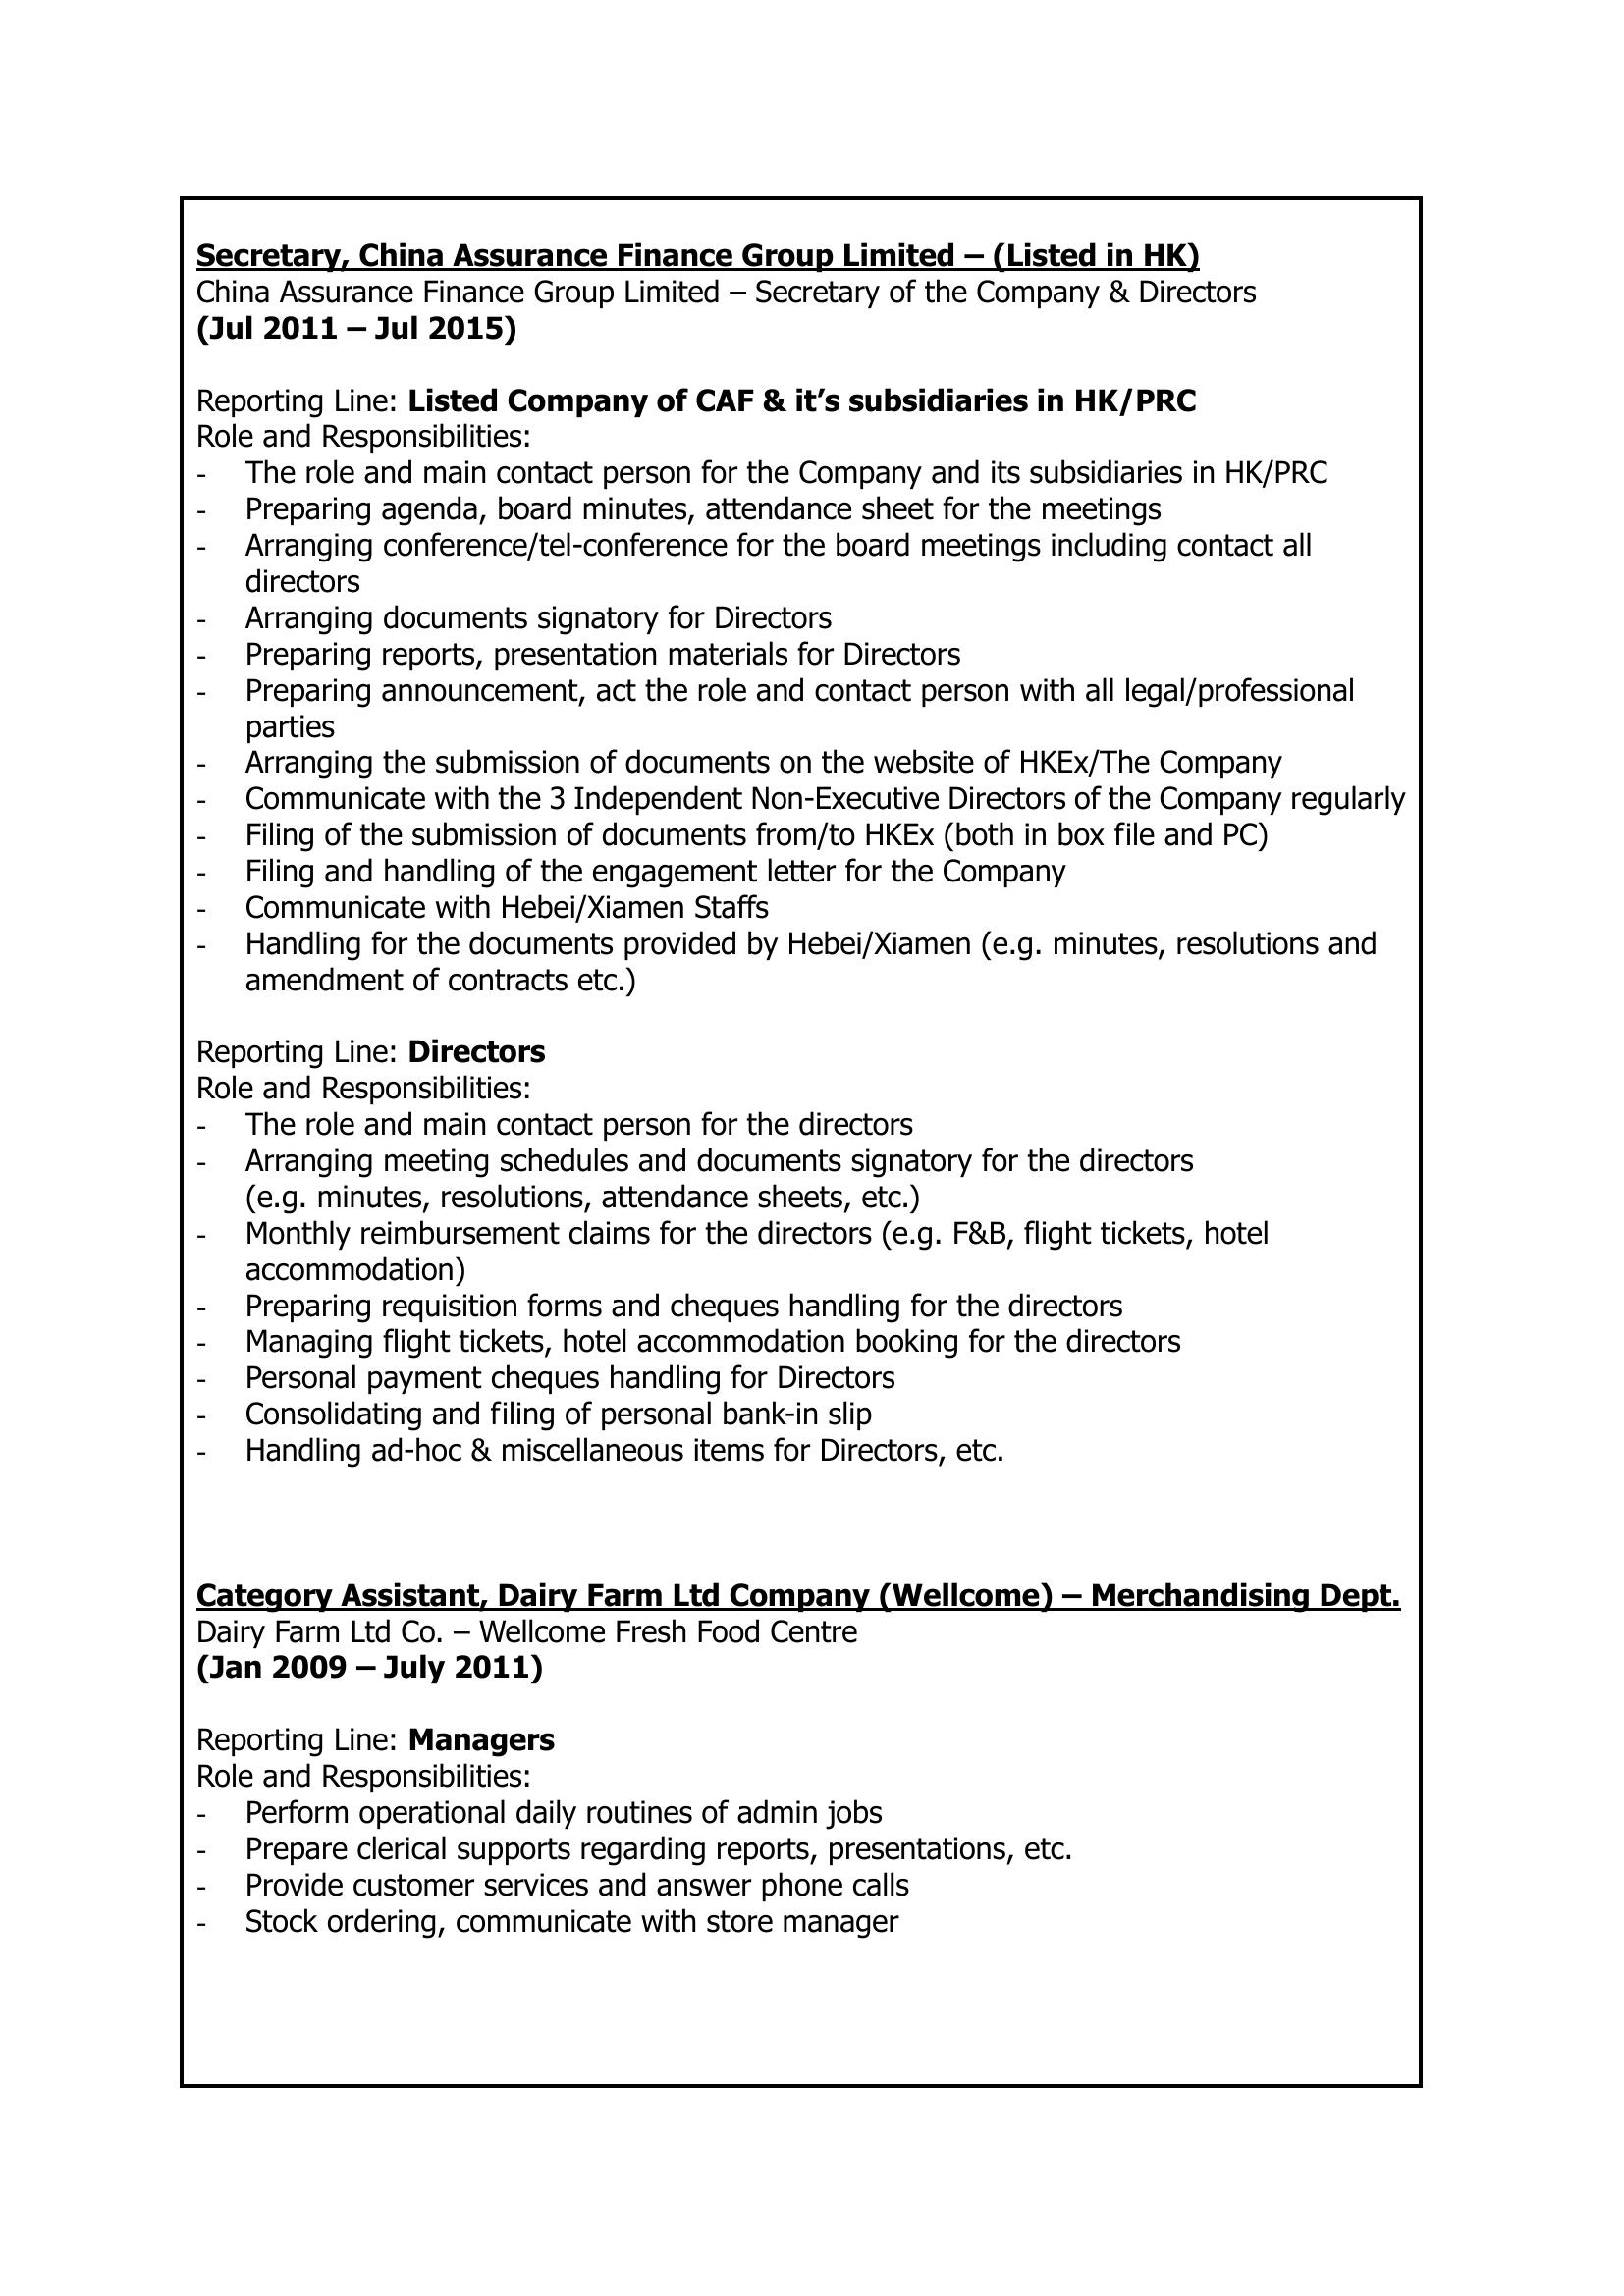 Secretary, China Assurance Finance Group Limited – (Listed in HK)
China Assurance Finance Group Limited – Secretary of the Company & Directors
(Jul 2011 – Jul 2015)
Reporting Line: Listed Company of CAF & it’s subsidiaries in HK/PRC
Role and Responsibilities:
- The role and main contact person for the Company and its subsidiaries in HK/PRC
- Preparing agenda, board minutes, attendance sheet for the meetings
- Arranging conference/tel-conference for the board meetings including contact all
directors
- Arranging documents signatory for Directors
- Preparing reports, presentation materials for Directors
- Preparing announcement, act the role and contact person with all legal/professional
parties
- Arranging the submission of documents on the website of HKEx/The Company
- Communicate with the 3 Independent Non-Executive Directors of the Company regularly
- Filing of the submission of documents from/to HKEx (both in box file and PC)
- Filing and handling of the engagement letter for the Company
- Communicate with Hebei/Xiamen Staffs
- Handling for the documents provided by Hebei/Xiamen (e.g. minutes, resolutions and
amendment of contracts etc.)
Reporting Line: Directors
Role and Responsibilities:
- The role and main contact person for the directors
- Arranging meeting schedules and documents signatory for the directors
(e.g. minutes, resolutions, attendance sheets, etc.)
- Monthly reimbursement claims for the directors (e.g. F&B, flight tickets, hotel
accommodation)
- Preparing requisition forms and cheques handling for the directors
- Managing flight tickets, hotel accommodation booking for the directors
- Personal payment cheques handling for Directors
- Consolidating and filing of personal bank-in slip
- Handling ad-hoc & miscellaneous items for Directors, etc.
Category Assistant, Dairy Farm Ltd Company (Wellcome) – Merchandising Dept.
Dairy Farm Ltd Co. – Wellcome Fresh Food Centre
(Jan 2009 – July 2011)
Reporting Line: Managers
Role and Responsibilities:
- Perform operational daily routines of admin jobs
- Prepare clerical supports regarding reports, presentations, etc.
- Provide customer services and answer phone calls
- Stock ordering, communicate with store manager